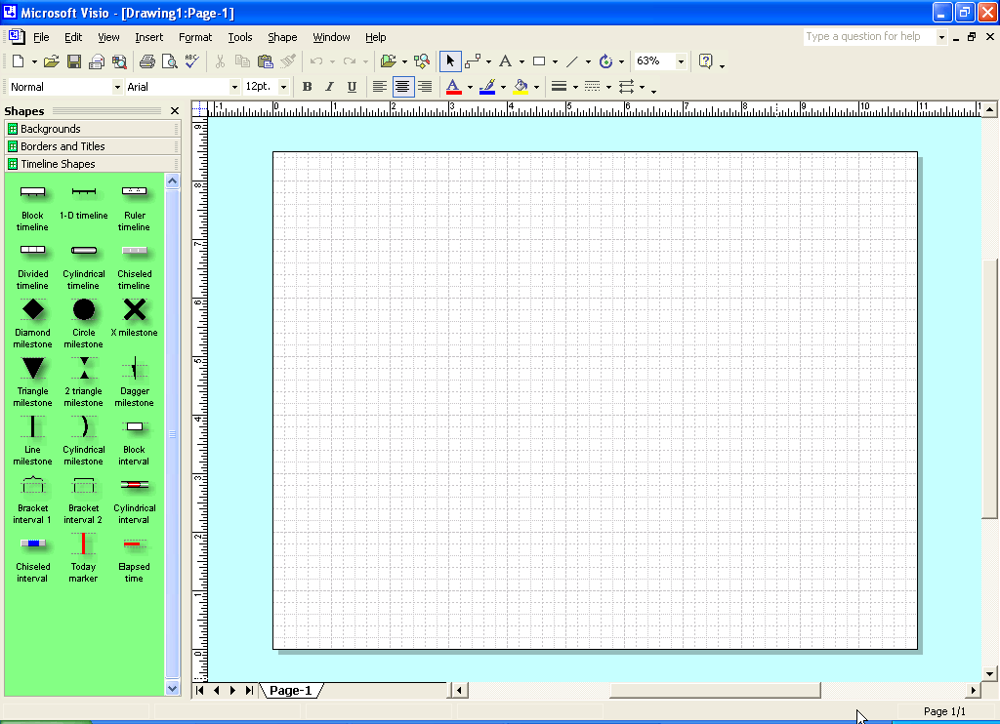 Microsoft Visio - [Drawing1:Page-1]
File Edit View Insert Format Tools Shape Window Help
Type a question for help
A 63% ?
Normal Arial 12pt. B I U A
Shapes
Backgrounds
Borders and Titles
Timeline Shapes
Block timeline
1-D timeline
Ruler timeline
Divided timeline
Cylindrical timeline
Chiseled timeline
Diamond milestone
Circle milestone
X milestone
Triangle milestone
2 triangle milestone
Dagger milestone
Line milestone
Cylindrical milestone
Block interval
Bracket interval 1
Bracket interval 2
Cylindrical interval
Chiseled interval
Today marker
Elapsed time
-1 0 1 2 3 4 5 6 7 8 9 10 11
9
8
7
6
5
4
3
2
1
0
Page-1
Page 1/1